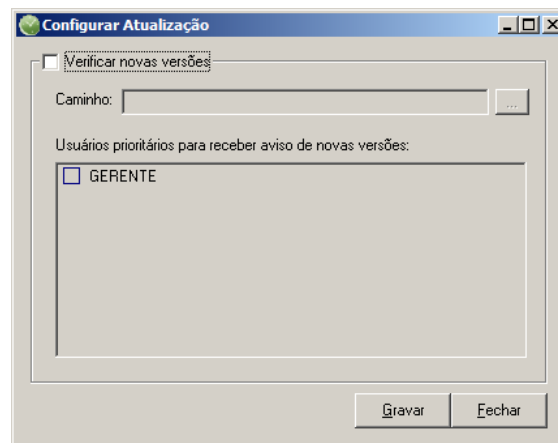 Configurar Atualização
Verificar novas versões
Caminho:
...
Usuários prioritários para receber aviso de novas versões:
GERENTE
Gravar
Fechar